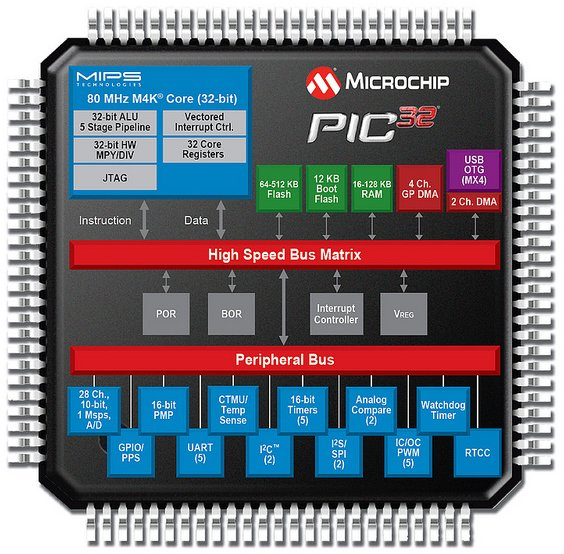 MIPS
TECHNOLOGIES
80 MHz M4K® Core (32-bit)
32-bit ALU
5 Stage Pipeline
Vectored
Interrupt Ctrl.
32-bit HW
MPY/DIV
32 Core
Registers
JTAG
MICROCHIP
PIC32®
64-512 KB
Flash
12 KB
Boot
Flash
16-128 KB
RAM
4 Ch.
GP DMA
USB
OTG
(MX4)
2 Ch. DMA
Instruction
Data
High Speed Bus Matrix
POR
BOR
Interrupt
Controller
VREG
Peripheral Bus
28 Ch.,
10-bit,
1 Msps,
A/D
16-bit
PMP
CTMU/
Temp
Sense
16-bit
Timers
(5)
Analog
Compare
(2)
Watchdog
Timer
GPIO/
PPS
UART
(5)
I²C™
(2)
I²S/
SPI
(2)
IC/OC
PWM
(5)
RTCC